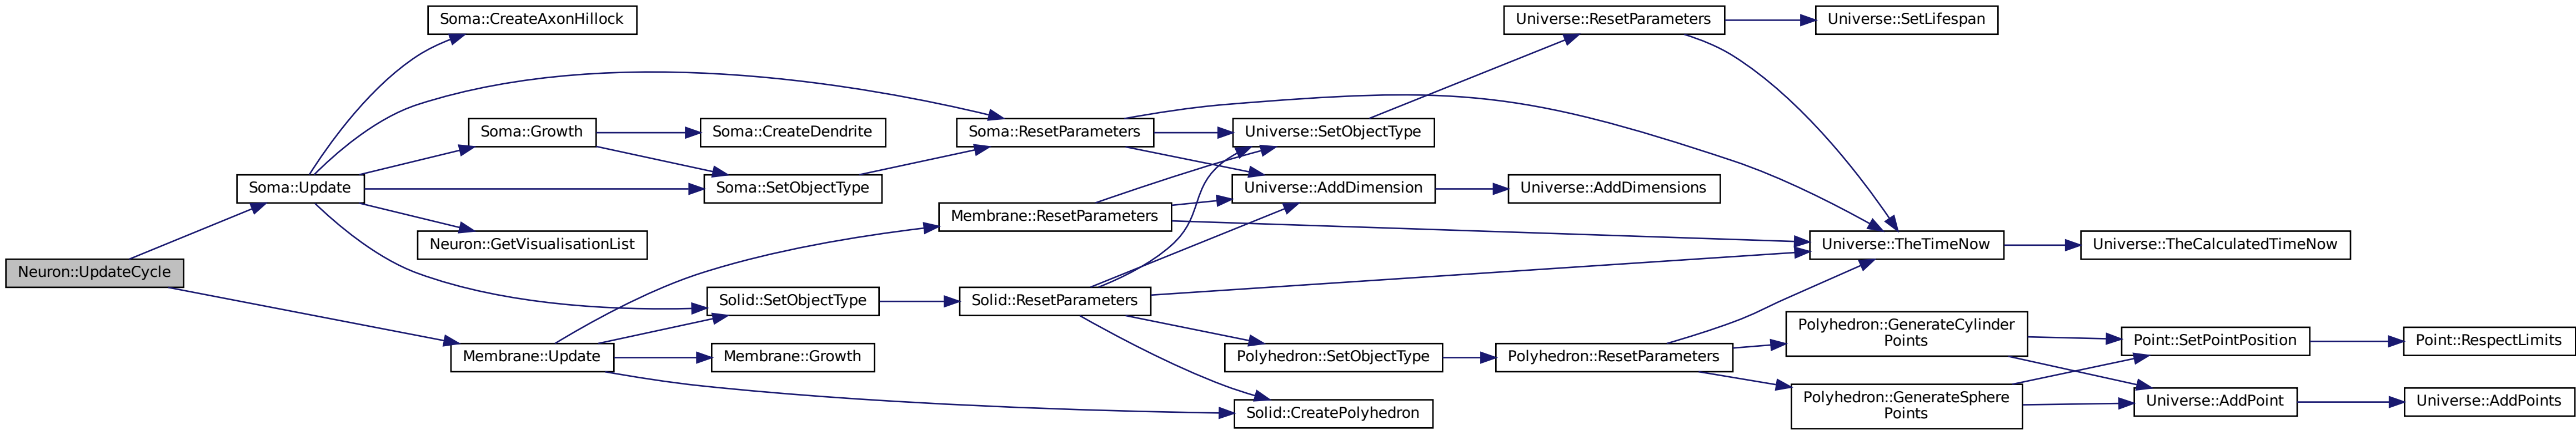 Neuron::UpdateCycle
Soma::Update
Membrane::Update
Soma::CreateAxonHillock
Soma::Growth
Soma::SetObjectType
Neuron::GetVisualisationList
Solid::SetObjectType
Membrane::Growth
Soma::CreateDendrite
Soma::ResetParameters
Membrane::ResetParameters
Solid::ResetParameters
Universe::SetObjectType
Universe::AddDimension
Polyhedron::SetObjectType
Solid::CreatePolyhedron
Universe::ResetParameters
Universe::AddDimensions
Polyhedron::ResetParameters
Universe::SetLifespan
Universe::TheTimeNow
Polyhedron::GenerateCylinder
Points
Polyhedron::GenerateSphere
Points
Universe::TheCalculatedTimeNow
Point::SetPointPosition
Universe::AddPoint
Point::RespectLimits
Universe::AddPoints